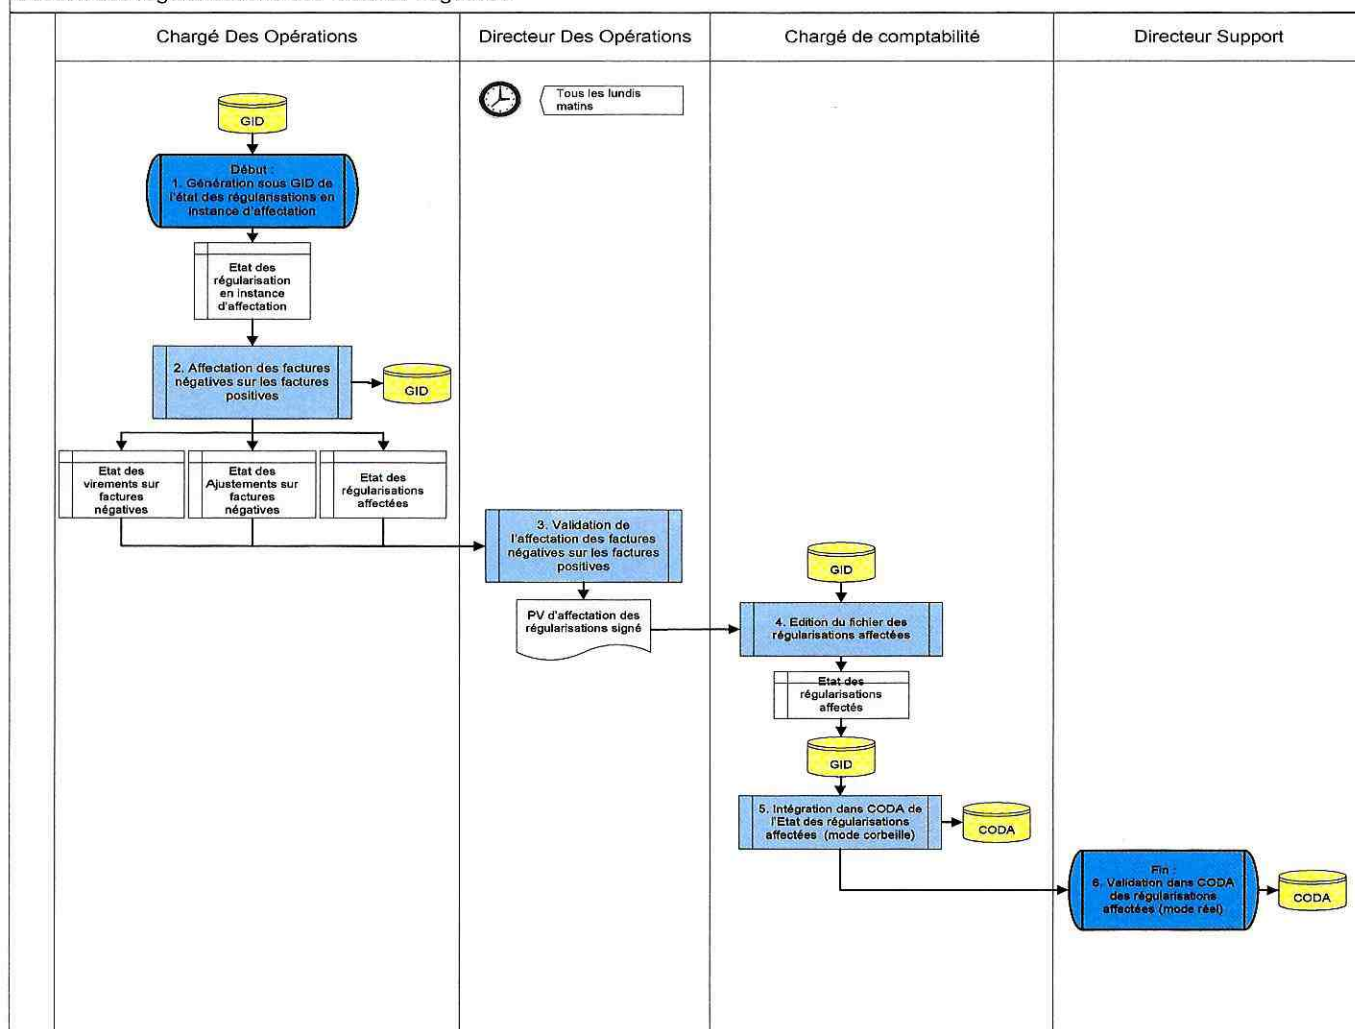 Chargé Des Opérations
Directeur Des Opérations
Chargé de comptabilité
Directeur Support
Tous les lundis
matins
GID
Début :
1. Génération sous GID de
l'état des régularisations en
instance d'affectation
Etat des
régularisation
en instance
d'affectation
2. Affectation des factures
négatives sur les factures
positives
GID
Etat des
virements sur
factures
négatives
Etat des
Ajustements sur
factures
négatives
Etat des
régularisations
affectées
3. Validation de
l'affectation des factures
négatives sur les factures
positives
PV d'affectation des
régularisations signé
GID
4. Edition du fichier des
régularisations affectées
Etat des
régularisations
affectés
GID
5. Intégration dans CODA de
l'Etat des régularisations
affectées (mode corbeille)
CODA
Fin :
6. Validation dans CODA
des régularisations
affectées (mode réel)
CODA